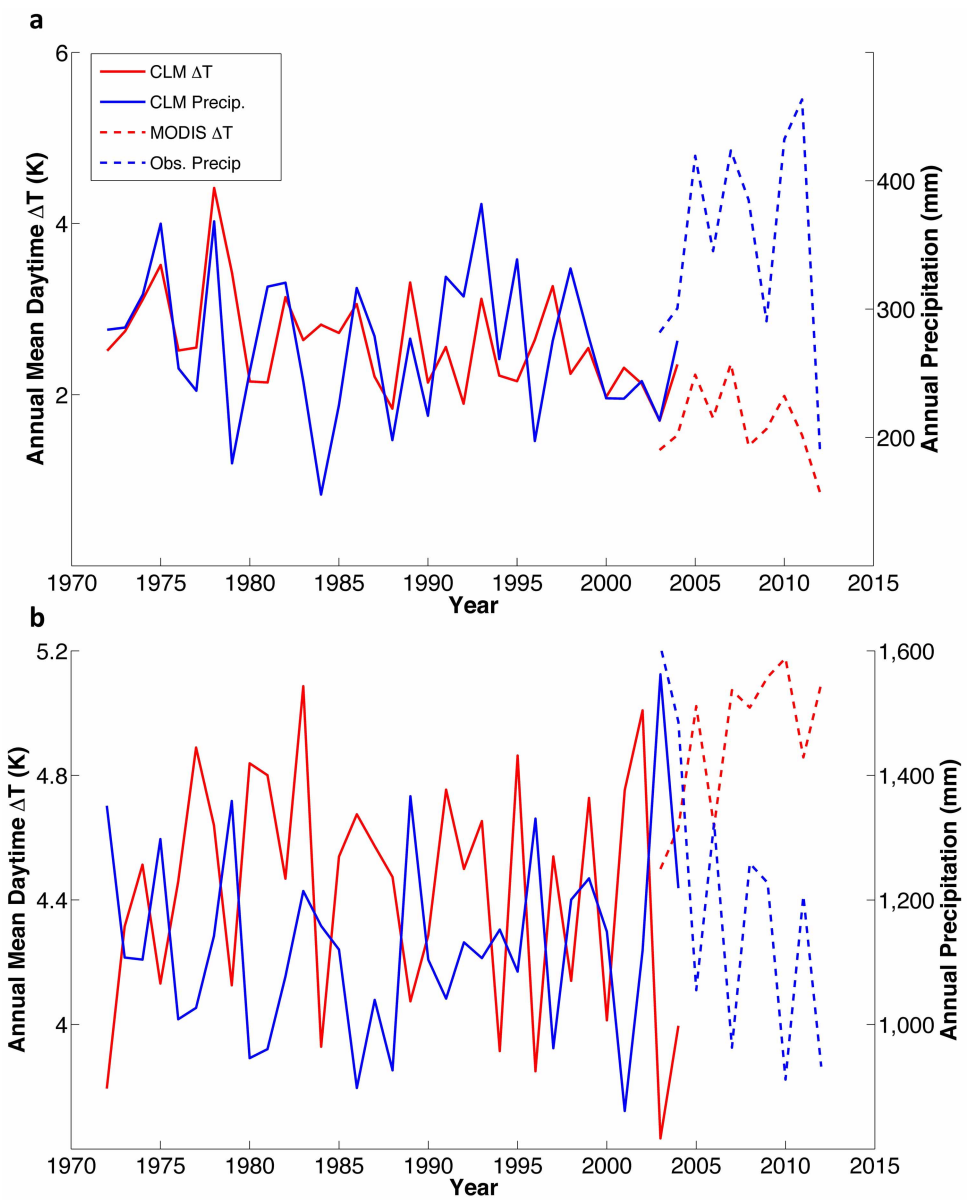 a
6
4
2
Annual Mean Daytime ΔT (K)
CLM ΔT
CLM Precip.
MODIS ΔT
Obs. Precip
400
300
200
Annual Precipitation (mm)
1970 1975 1980 1985 1990 1995 2000 2005 2010 2015
Year
b
5.2
4.8
4.4
4
Annual Mean Daytime ΔT (K)
1,600
1,400
1,200
1,000
Annual Precipitation (mm)
1970 1975 1980 1985 1990 1995 2000 2005 2010 2015
Year